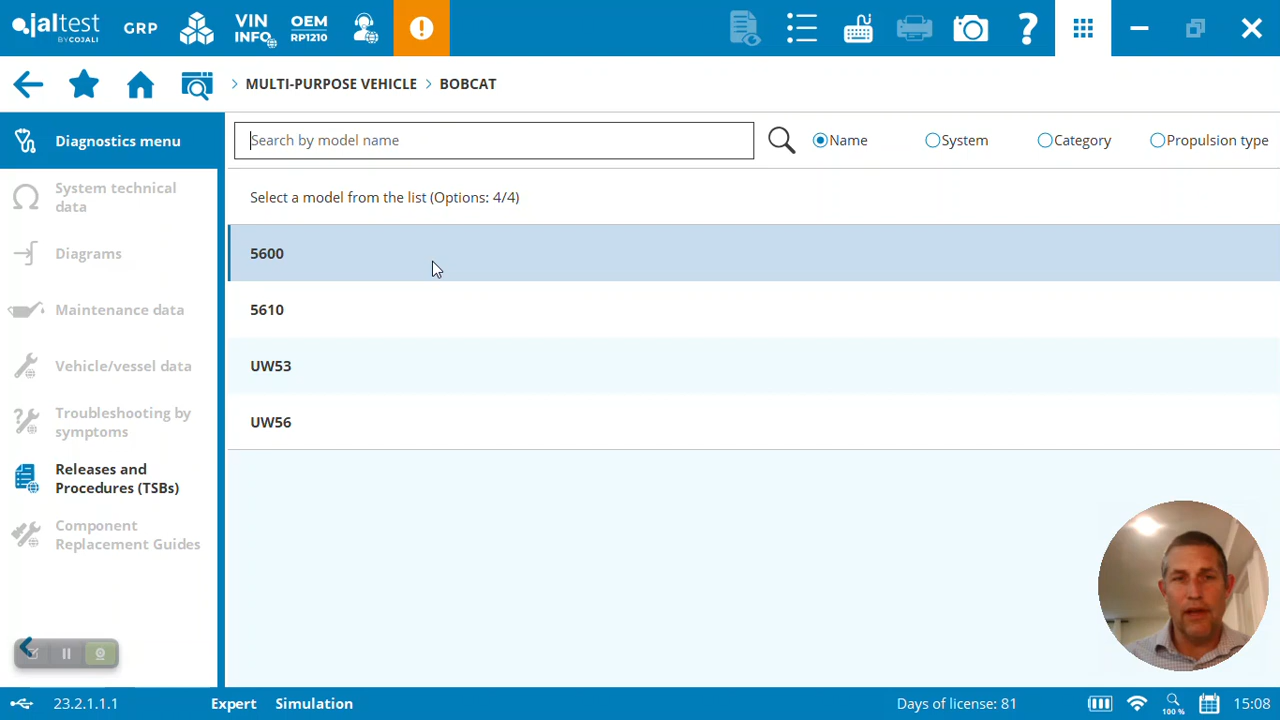 jaltest
BY COJALI
GRP
VIN
INFO
OEM
RP1210
MULTI-PURPOSE VEHICLE
BOBCAT
Diagnostics menu
Search by model name
Name
System
Category
Propulsion type
System technical
data
Select a model from the list (Options: 4/4)
Diagrams
5600
Maintenance data
5610
Vehicle/vessel data
UW53
Troubleshooting by
symptoms
UW56
Releases and
Procedures (TSBs)
Component
Replacement Guides
23.2.1.1.1
Expert
Simulation
Days of license: 81
100 %
15:08